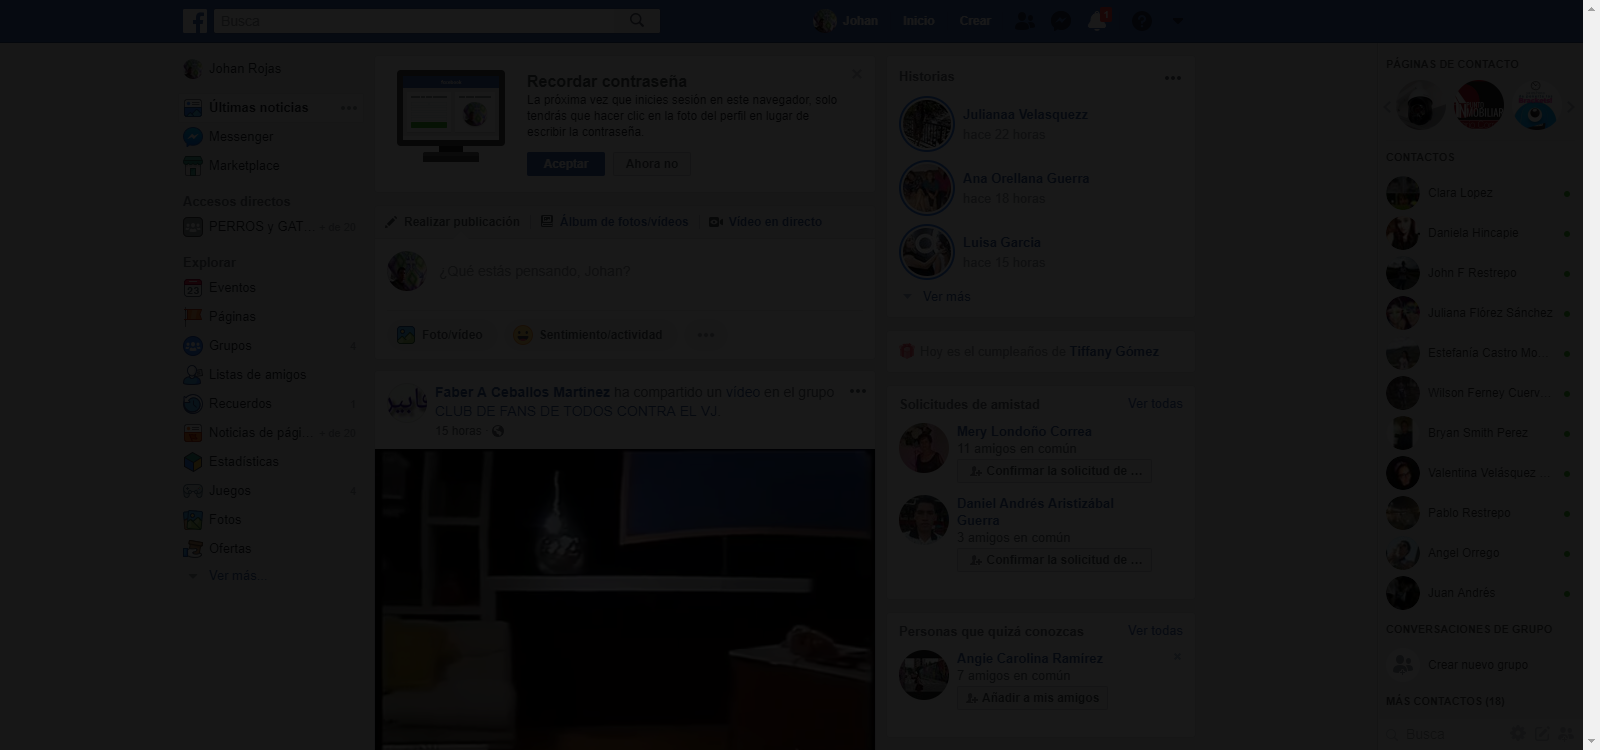 Busca
Johan
Inicio
Crear
1
Johan Rojas
Últimas noticias
Messenger
Marketplace
Accesos directos
PERROS y GAT...
+ de 20
Explorar
23
Eventos
Páginas
Grupos
Listas de amigos
Recuerdos
1
Noticias de pági...
+ de 20
Estadísticas
Juegos
Fotos
Ofertas
Ver más...
Recordar contraseña
La próxima vez que inicies sesión en este navegador, solo
tendrás que hacer clic en la foto del perfil en lugar de
escribir la contraseña.
Aceptar
Ahora no
Realizar publicación
Álbum de fotos/vídeos
Vídeo en directo
¿Qué estás pensando, Johan?
Foto/vídeo
Sentimiento/actividad
Faber A Ceballos Martinez ha compartido un vídeo en el grupo
CLUB DE FANS DE TODOS CONTRA EL VJ.
15 horas ·
Historias
Julianaa Velasquezz
hace 22 horas
Ana Orellana Guerra
hace 18 horas
Luisa García
hace 15 horas
Ver más
Hoy es el cumpleaños de Tiffany Gómez
Solicitudes de amistad
Ver todas
Mery Londoño Correa
11 amigos en común
Confirmar la solicitud de ...
Daniel Andrés Aristizábal
Guerra
3 amigos en común
Confirmar la solicitud de ...
Personas que quizá conozcas
Ver todas
Angie Carolina Ramirez
7 amigos en común
Añadir a mis amigos
PÁGINAS DE CONTACTO
CONTACTOS
Clara Lopez
Daniela Hincapie
John F Restrepo
Juliana Flórez Sánchez
Estefanía Castro Mo...
Wilson Ferney Cuerv...
Bryan Smith Perez
Valentina Velásquez
Pablo Restrepo
Angel Orrego
Juan Andrés
CONVERSACIONES DE GRUPO
Crear nuevo grupo
MÁS CONTACTOS (16)
Busca